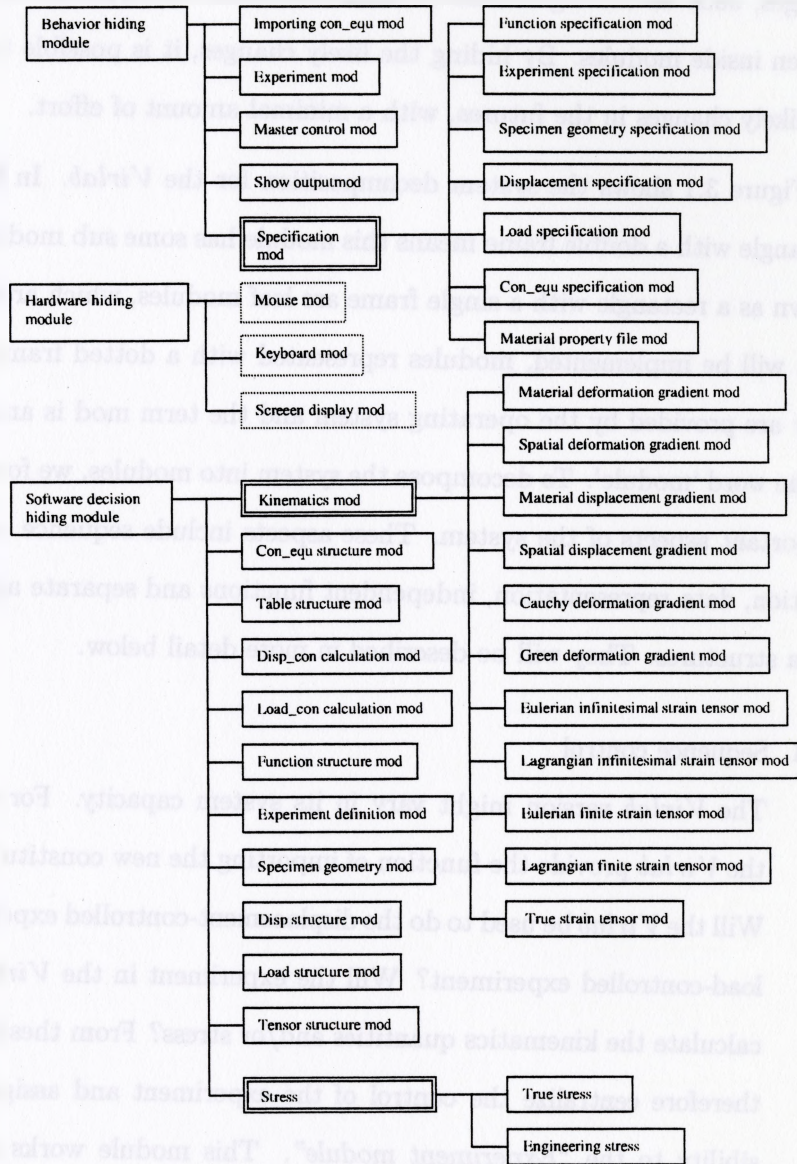 Behavior hiding
module
Importing con_equ mod
Experiment mod
Master control mod
Show outputmod
Specification
mod
Function specification mod
Experiment specification mod
Specimen geometry specification mod
Displacement specification mod
Load specification mod
Con_equ specification mod
Material property file mod
Hardware hiding
module
Mouse mod
Keyboard mod
Screeen display mod
Software decision
hiding module
Kinematics mod
Con_equ structure mod
Table structure mod
Disp_con calculation mod
Load_con calculation mod
Function structure mod
Experiment definition mod
Specimen geometry mod
Disp structure mod
Load structure mod
Tensor structure mod
Stress
Material deformation gradient mod
Spatial deformation gradient mod
Material displacement gradient mod
Spatial displacement gradient mod
Cauchy deformation gradient mod
Green deformation gradient mod
Eulerian infinitesimal strain tensor mod
Lagrangian infinitesimal strain tensor mod
Eulerian finite strain tensor mod
Lagrangian finite strain tensor mod
True strain tensor mod
True stress
Engineering stress